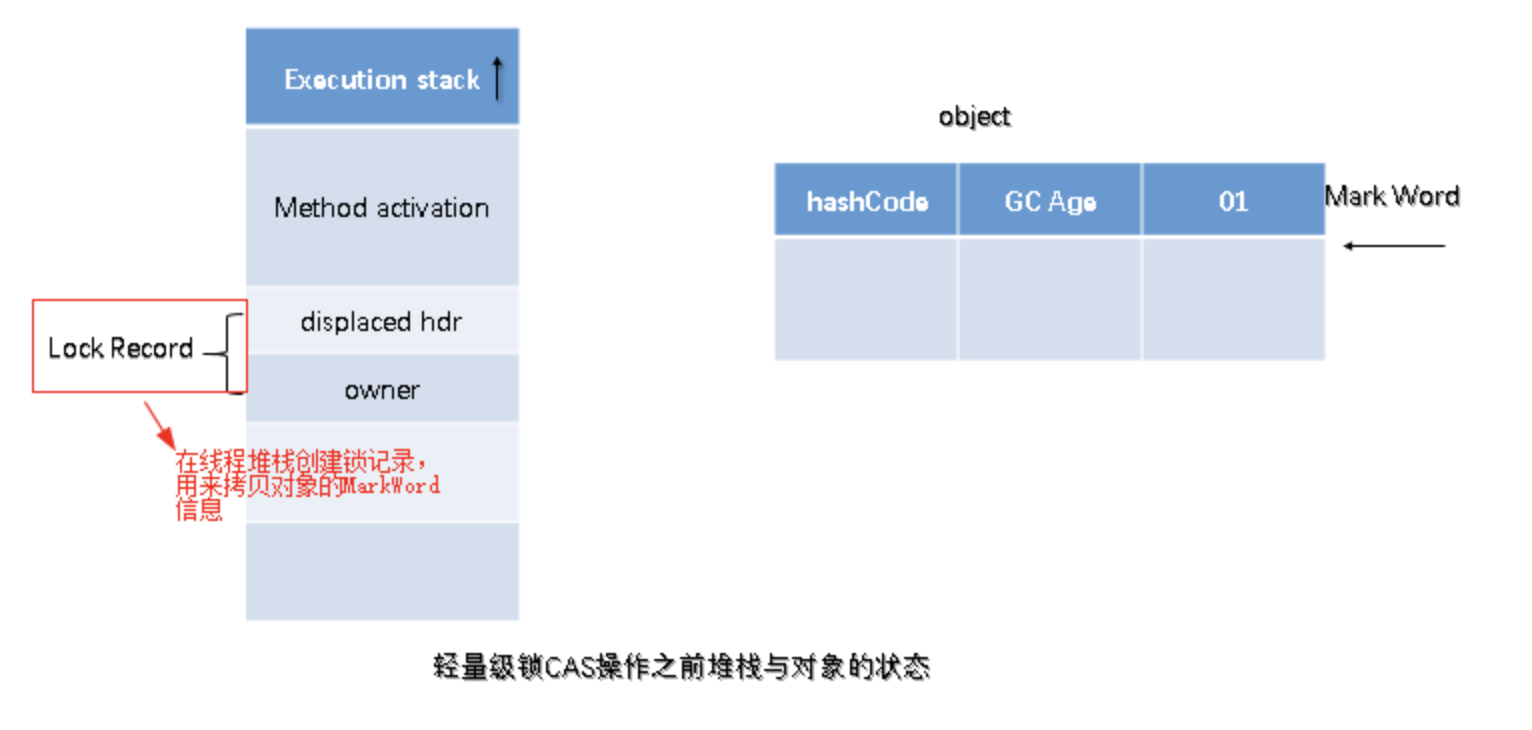 Execution stack
Method activation
displaced hdr
Lock Record
owner
在线程堆栈创建锁记录，
用来拷贝对象的MarkWord
信息
object
hashCode
GC Age
01
Mark Word
轻量级锁CAS操作之前堆栈与对象的状态